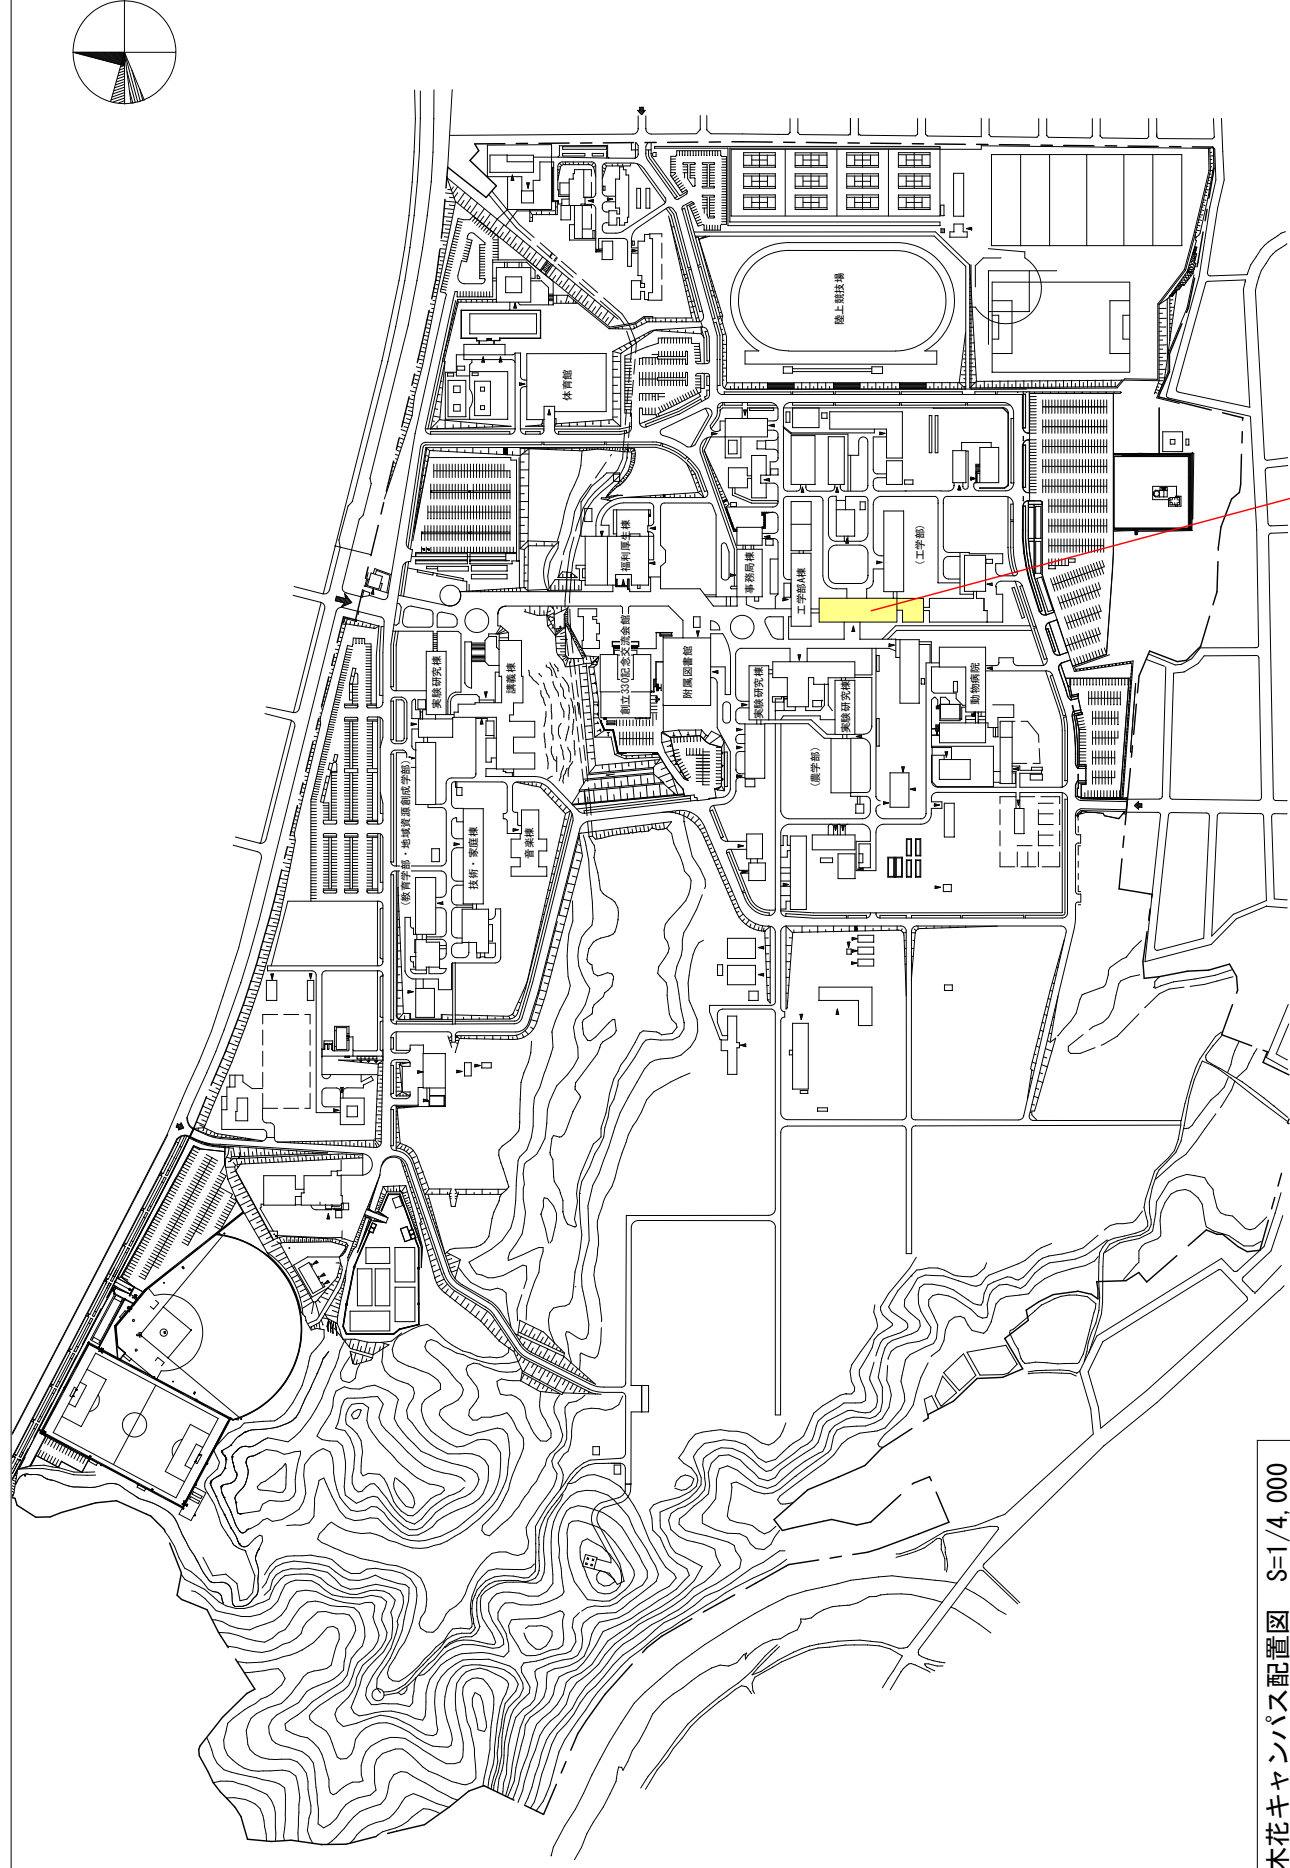 陸上競技場
体育館
福利厚生棟
事務局棟
工学部A棟
(工学部)
実験研究棟
講義棟
創立330記念交流会館
附属図書館
実験研究棟
実験研究棟
動物病院
(農学部)
(教育学部・地域資源創成学部)
技術・家庭棟
音楽棟
木花キャンパス配置図 S=1/4,000